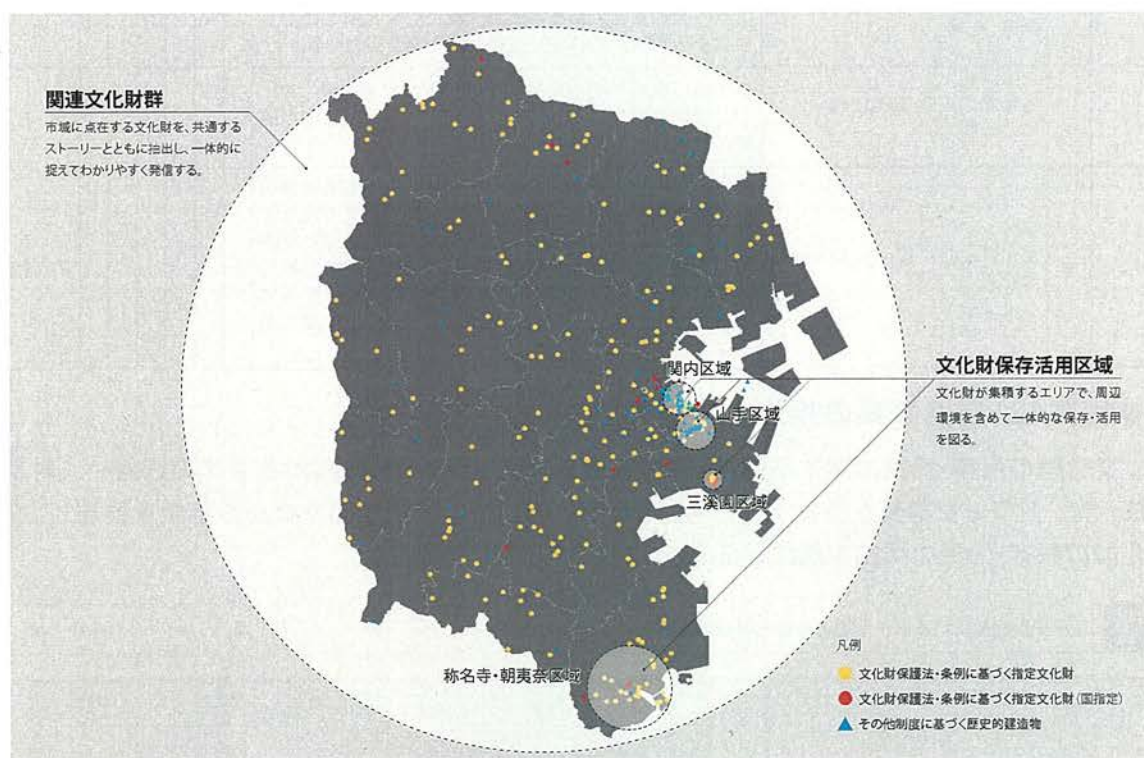 関連文化財群
市域に点在する文化財を、共通する
ストーリーとともに抽出し、一体的に
捉えてわかりやすく発信する。
関内区域
山手区域
三溪園区域
称名寺・朝夷奈区域
文化財保存活用区域
文化財が集積するエリアで、周辺
環境を含めて一体的な保存・活用
を図る。
凡例
文化財保護法・条例に基づく指定文化財
文化財保護法・条例に基づく指定文化財(国指定)
その他制度に基づく歴史的建造物